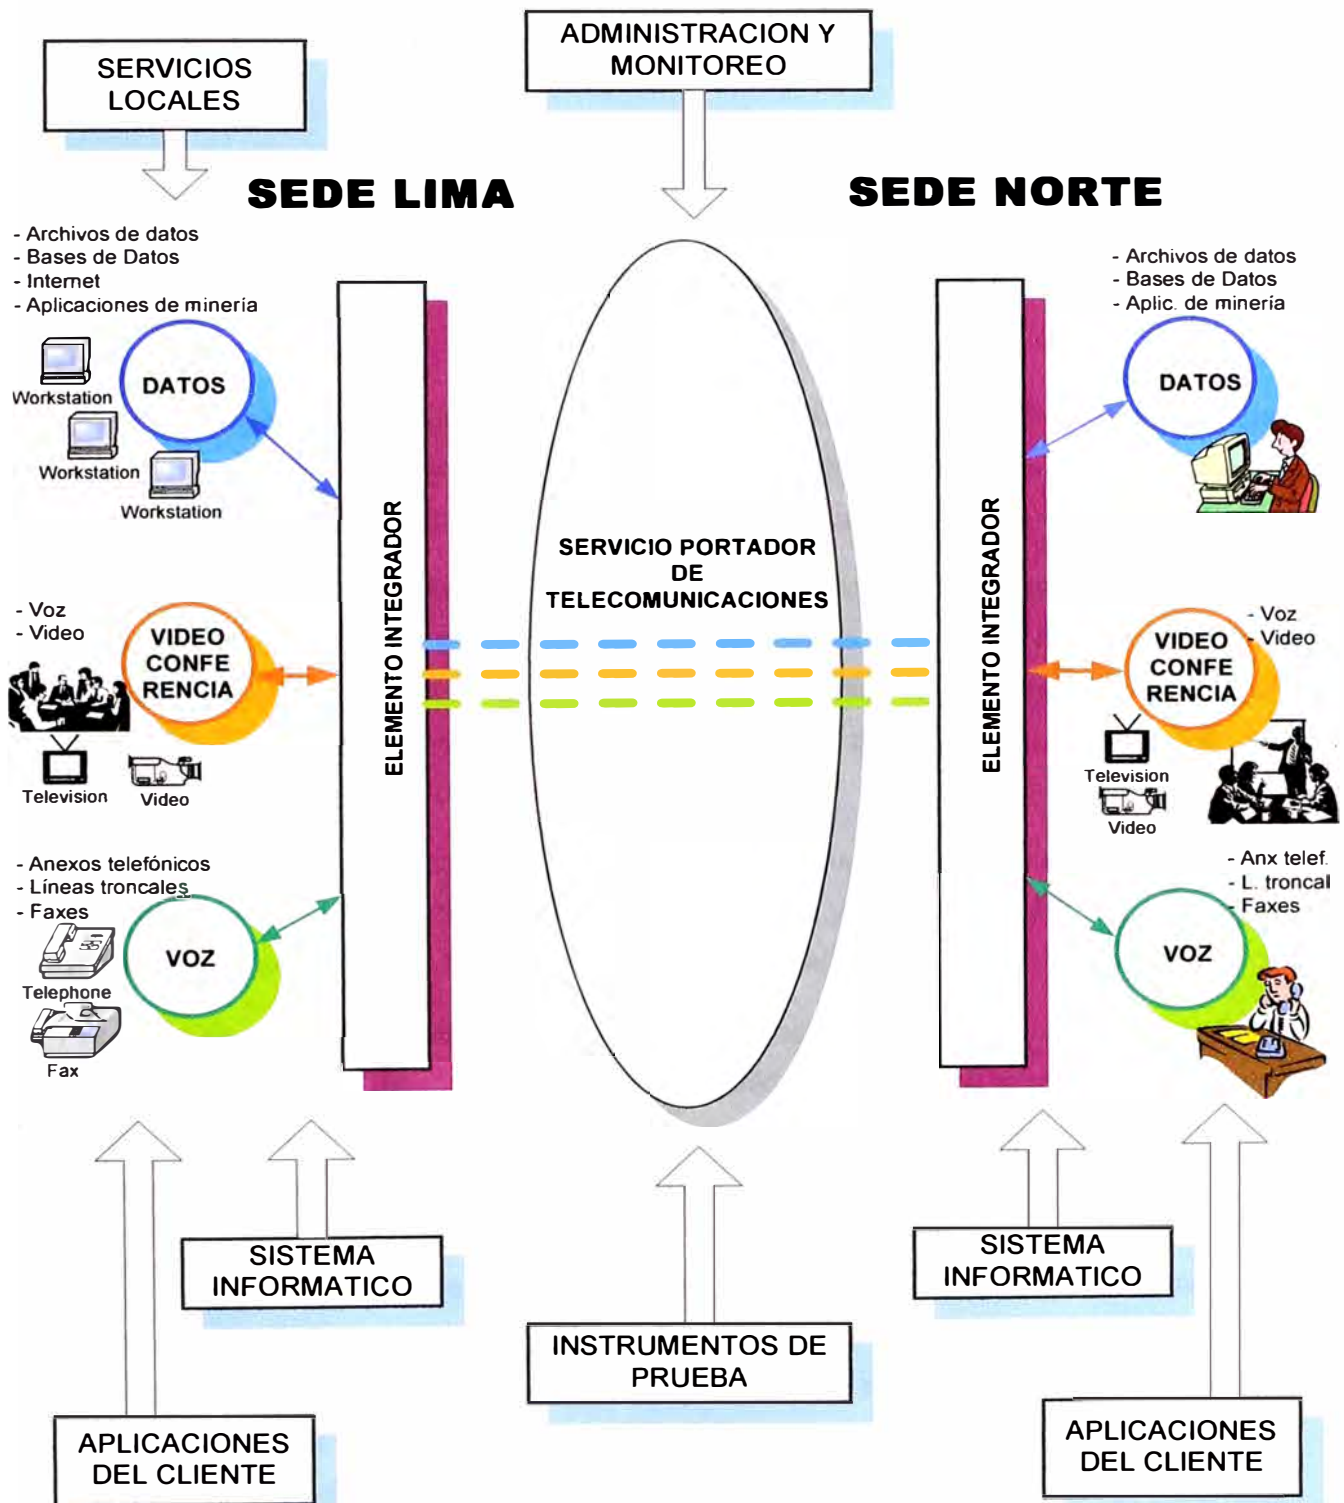 ADMINISTRACION Y
MONITOREO
SERVICIOS
LOCALES
SEDE LIMA
SEDE NORTE
- Archivos de datos
- Bases de Datos
- Internet
- Aplicaciones de minería
DATOS
Workstation
Workstation
Workstation
- Voz
- Video
VIDEO
CONFE
RENCIA
Television
Video
- Anexos telefónicos
- Líneas troncales
- Faxes
VOZ
Telephone
Fax
ELEMENTO INTEGRADOR
SERVICIO PORTADOR
DE
TELECOMUNICACIONES
ELEMENTO INTEGRADOR
- Archivos de datos
- Bases de Datos
- Aplic. de minería
DATOS
- Voz
- Video
VIDEO
CONFE
RENCIA
Television
Video
- Anx telef.
- L. troncal
- Faxes
VOZ
SISTEMA
INFORMATICO
SISTEMA
INFORMATICO
INSTRUMENTOS DE
PRUEBA
APLICACIONES
DEL CLIENTE
APLICACIONES
DEL CLIENTE